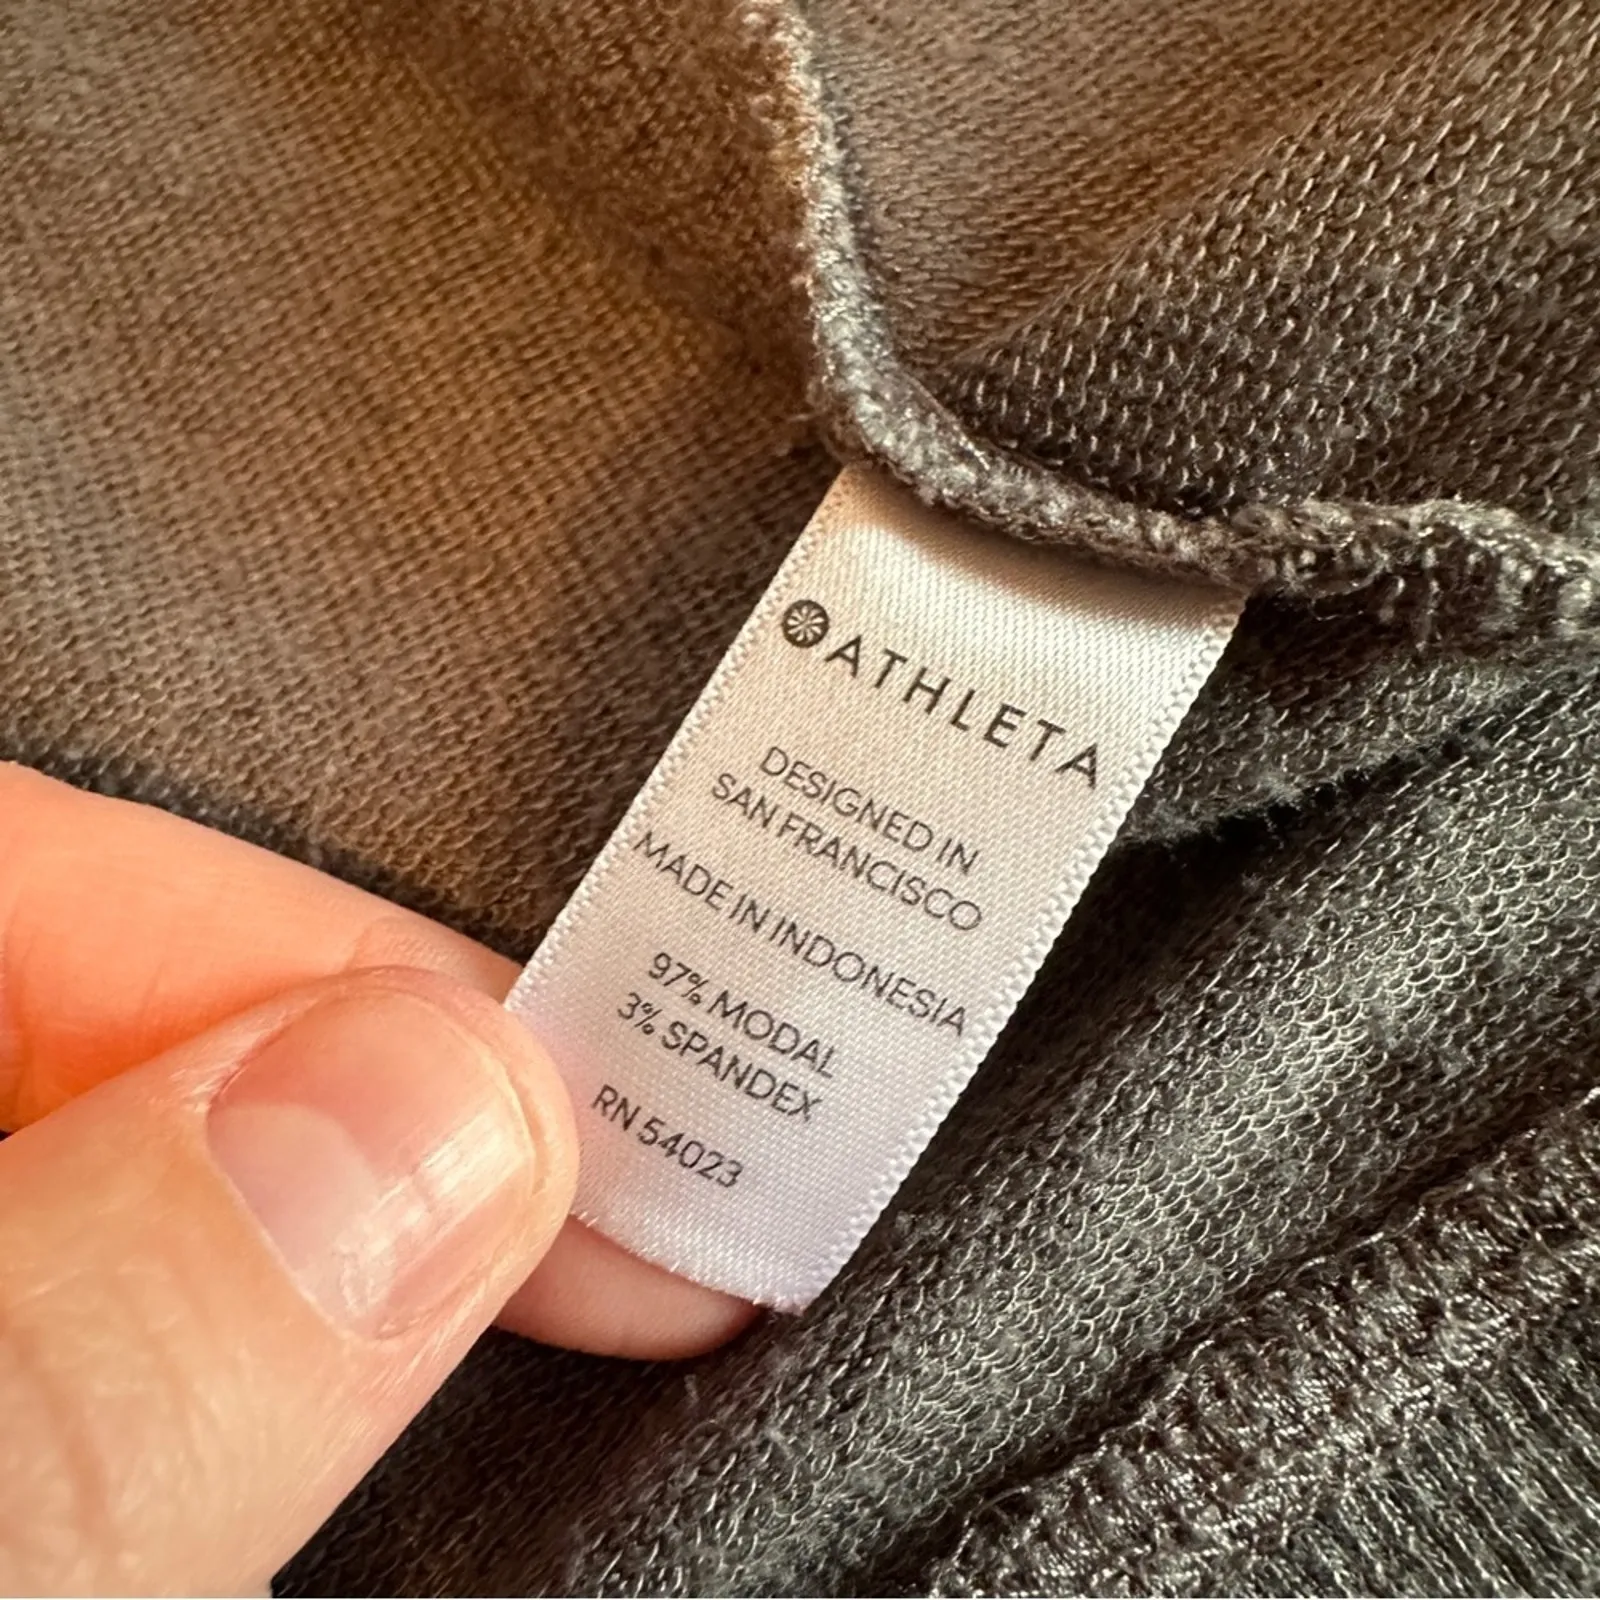 ATHLETA
DESIGNED IN
SAN FRANCISCO
MADE IN INDONESIA
97% MODAL
3% SPANDEX
RN 54023